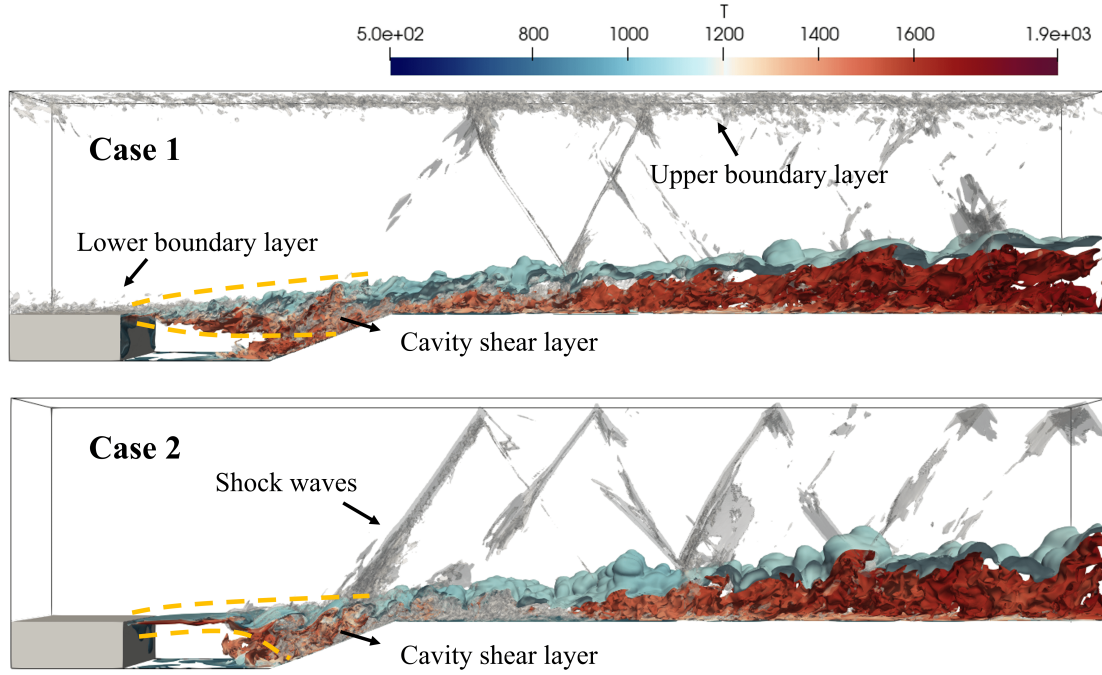 T
5.0e+02 800 1000 1200 1400 1600 1.9e+03
Case 1
Upper boundary layer
Lower boundary layer
Cavity shear layer
Case 2
Shock waves
Cavity shear layer